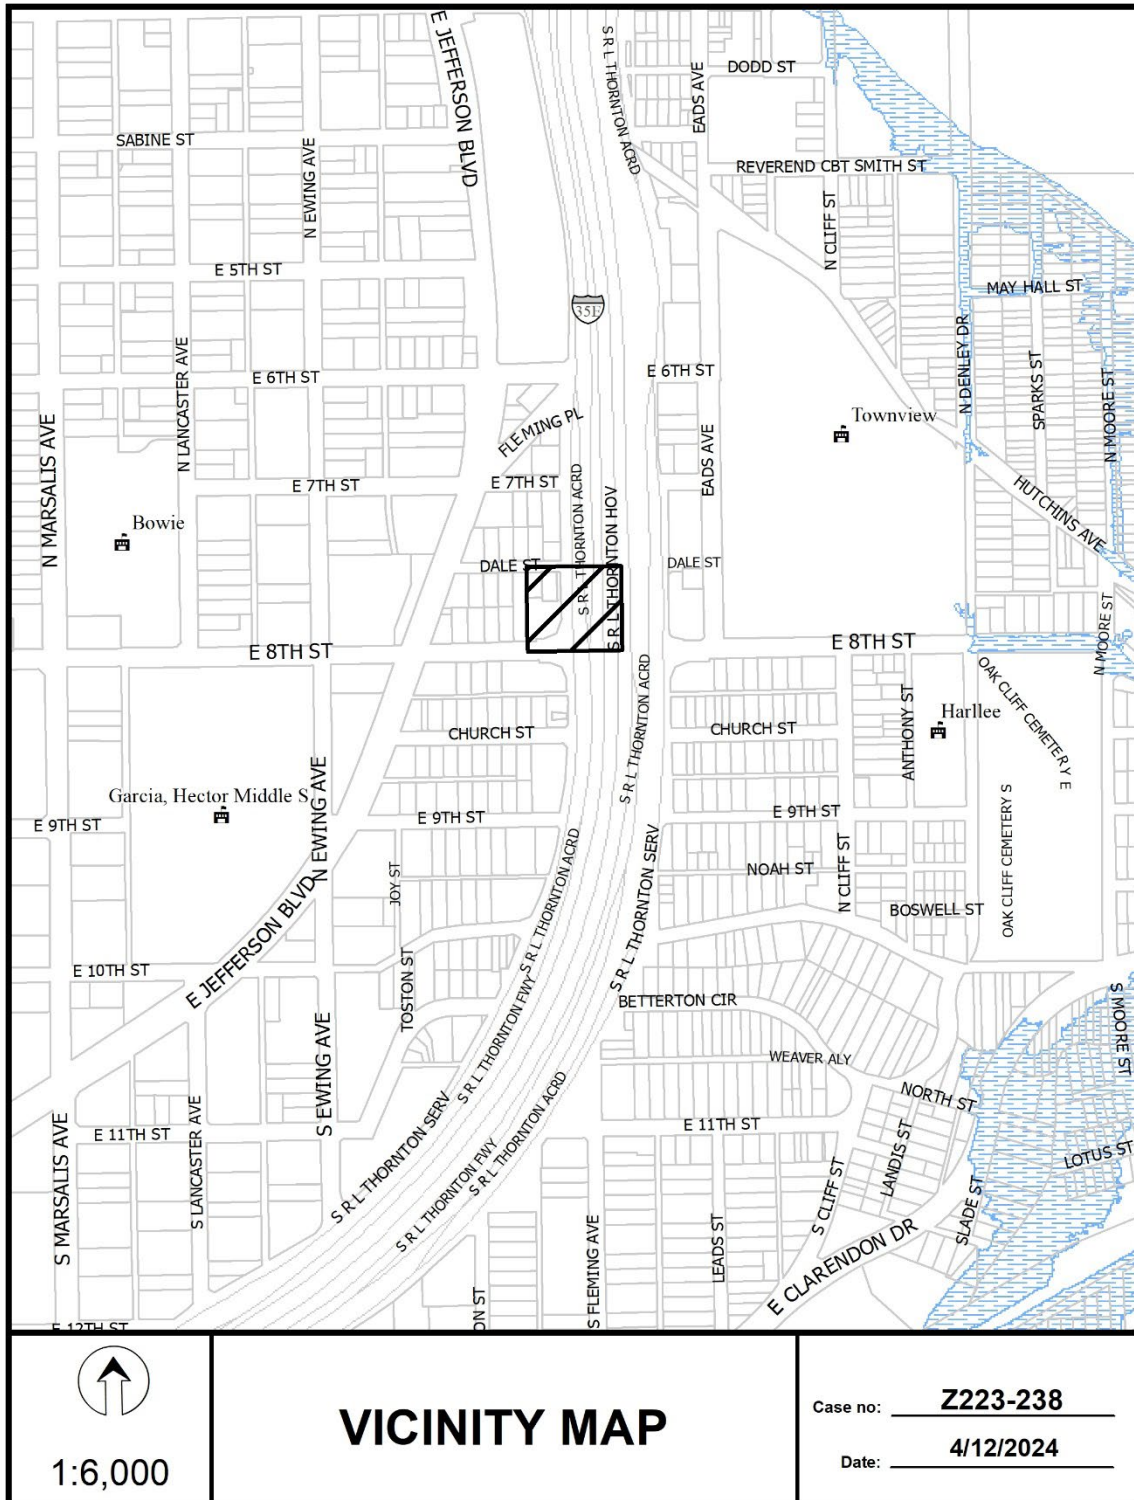 E JEFFERSON BLVD
S R L THORNTON ACRD
EADS AVE
DODD ST
SABINE ST
N EWING AVE
REVEREND CBT SMITH ST
N CLIFF ST
E 5TH ST
MAY HALL ST
35E
N LANCASTER AVE
N DENLEY DR
SPARKS ST
N MOORE ST
E 6TH ST
E 6TH ST
N MARSALIS AVE
FLEMING PL
Townview
EADS AVE
E 7TH ST
E 7TH ST
S R L THORNTON HOV
HUTCHINS AVE
Bowie
DALE ST
THORNTON ACRD
S R
DALE ST
S R L THORNTON HOV
N MOORE ST
E 8TH ST
E 8TH ST
OAK CLIFF CEMETERY E
S R L THORNTON ACRD
ANTHONY ST
Harllee
CHURCH ST
CHURCH ST
N EWING AVE
Garcia, Hector Middle S
E 9TH ST
E 9TH ST
E 9TH ST
OAK CLIFF CEMETERY S
S R L THORNTON ACRD
S R L THORNTON SERV
JOY ST
NOAH ST
N CLIFF ST
BOSWELL ST
E JEFFERSON BLVD
E 10TH ST
TOSTON ST
S R L THORNTON FWY
BETTERTON CIR
S MOORE ST
S EWING AVE
WEAVER ALY
NORTH ST
S R L THORNTON SERV
S R L THORNTON ACRD
S MARSALIS AVE
S LANCASTER AVE
E 11TH ST
E 11TH ST
LANDIS ST
LOTUS ST
S R L THORNTON FWY
S CLIFF ST
SLADE ST
S FLEMING AVE
LEADS ST
E CLARENDON DR
ON ST
E 12TH ST
1:6,000
VICINITY MAP
Case no: Z223-238
Date: 4/12/2024